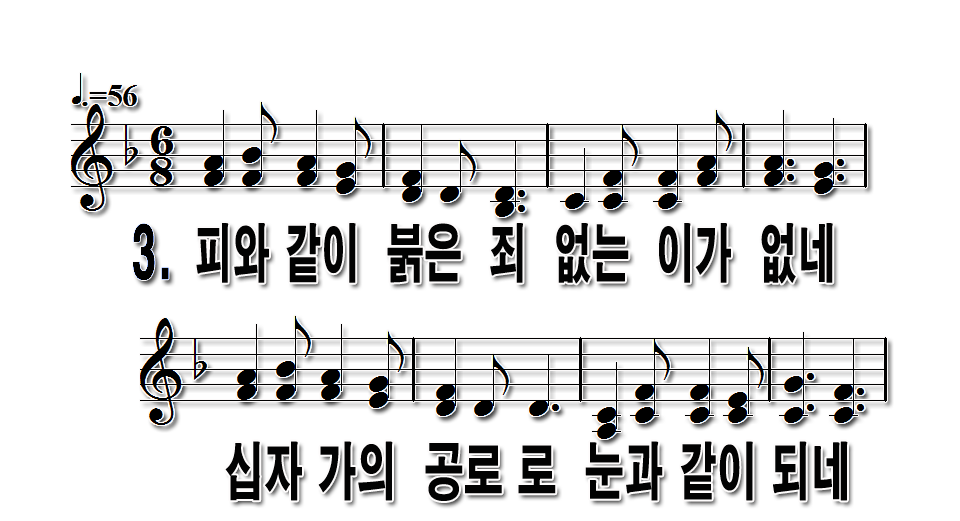 ♩.=56
6
8
3. 피와 같이 붉은 죄 없는 이가 없네
십자 가의 공로 로 눈과 같이 되네